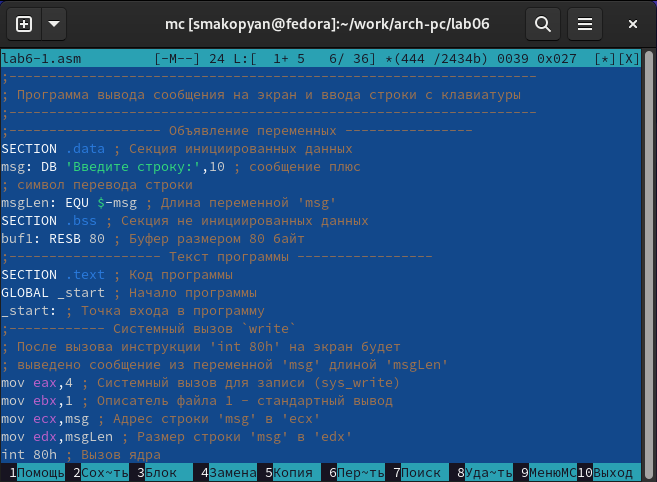 mc [smakopyan@fedora]:~/work/arch-pc/lab06
lab6-1.asm [-M--] 24 L:[ 1+ 5 6/ 36] *(444 /2434b) 0039 0x027 [*][X]
;------------------------------------------------------------------
; Программа вывода сообщения на экран и ввода строки с клавиатуры
;------------------------------------------------------------------
;------------------- Объявление переменных ----------------
SECTION .data ; Секция инициированных данных
msg: DB 'Введите строку:',10 ; сообщение плюс
; символ перевода строки
msgLen: EQU $-msg ; Длина переменной 'msg'
SECTION .bss ; Секция не инициированных данных
buf1: RESB 80 ; Буфер размером 80 байт
;------------------- Текст программы -----------------
SECTION .text ; Код программы
GLOBAL _start ; Начало программы
_start: ; Точка входа в программу
;------------ Системный вызов `write`
; После вызова инструкции 'int 80h' на экран будет
; выведено сообщение из переменной 'msg' длиной 'msgLen'
mov eax,4 ; Системный вызов для записи (sys_write)
mov ebx,1 ; Описатель файла 1 - стандартный вывод
mov ecx,msg ; Адрес строки 'msg' в 'ecx'
mov edx,msgLen ; Размер строки 'msg' в 'edx'
int 80h ; Вызов ядра
1Помощь 2Сох~ть 3Блок 4Замена 5Копия 6Пер~ть 7Поиск 8Уда~ть 9МенюMC 10Выход